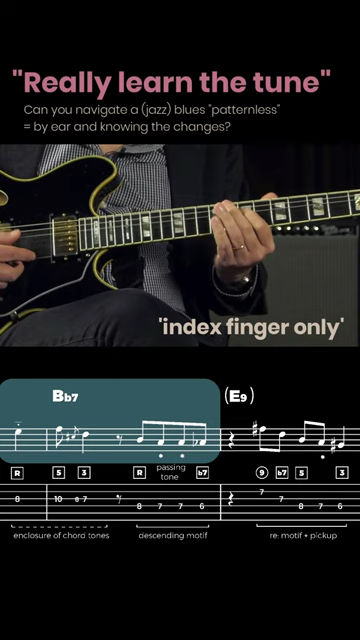 "Really learn the tune"
Can you navigate a (jazz) blues "patternless"
= by ear and knowing the changes?
'index finger only'
Bb7 (E9)
R 5 3 R passing tone b7 9 b7 5 3
8 10 8 7 8 7 7 6 7 7 8 7 6
enclosure of chord tones descending motif re: motif + pickup